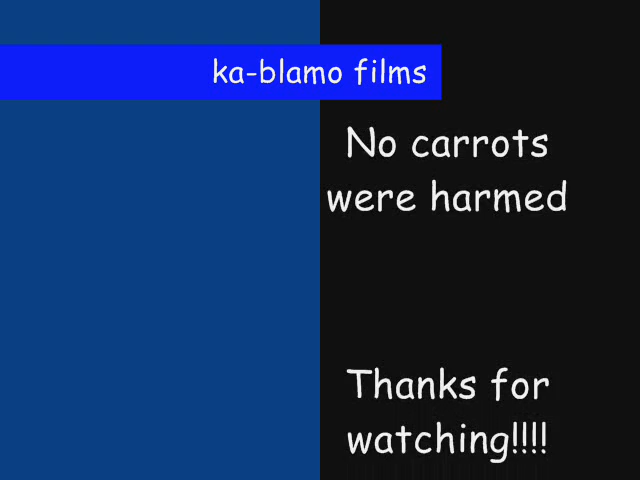 ka-blamo films
No carrots
were harmed
Thanks for
watching!!!!